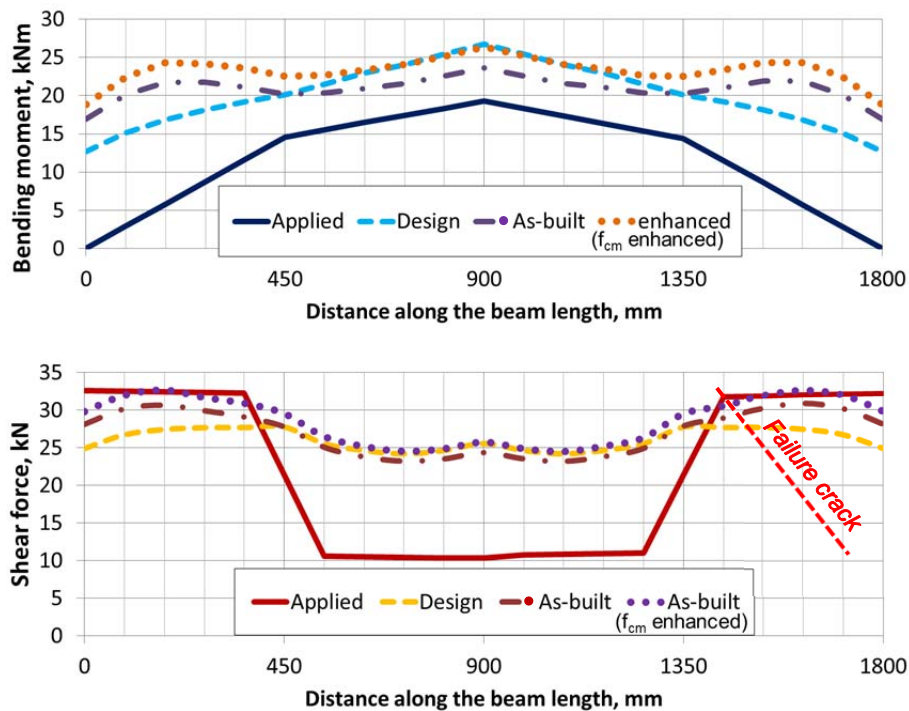 Bending moment, kNm
30
25
20
15
10
5
0
Applied Design As-built enhanced
(fcm enhanced)
0 450 900 1350 1800
Distance along the beam length, mm
Shear force, kN
35
30
25
20
15
10
5
0
Failure crack
Applied Design As-built As-built
(fcm enhanced)
0 450 900 1350 1800
Distance along the beam length, mm